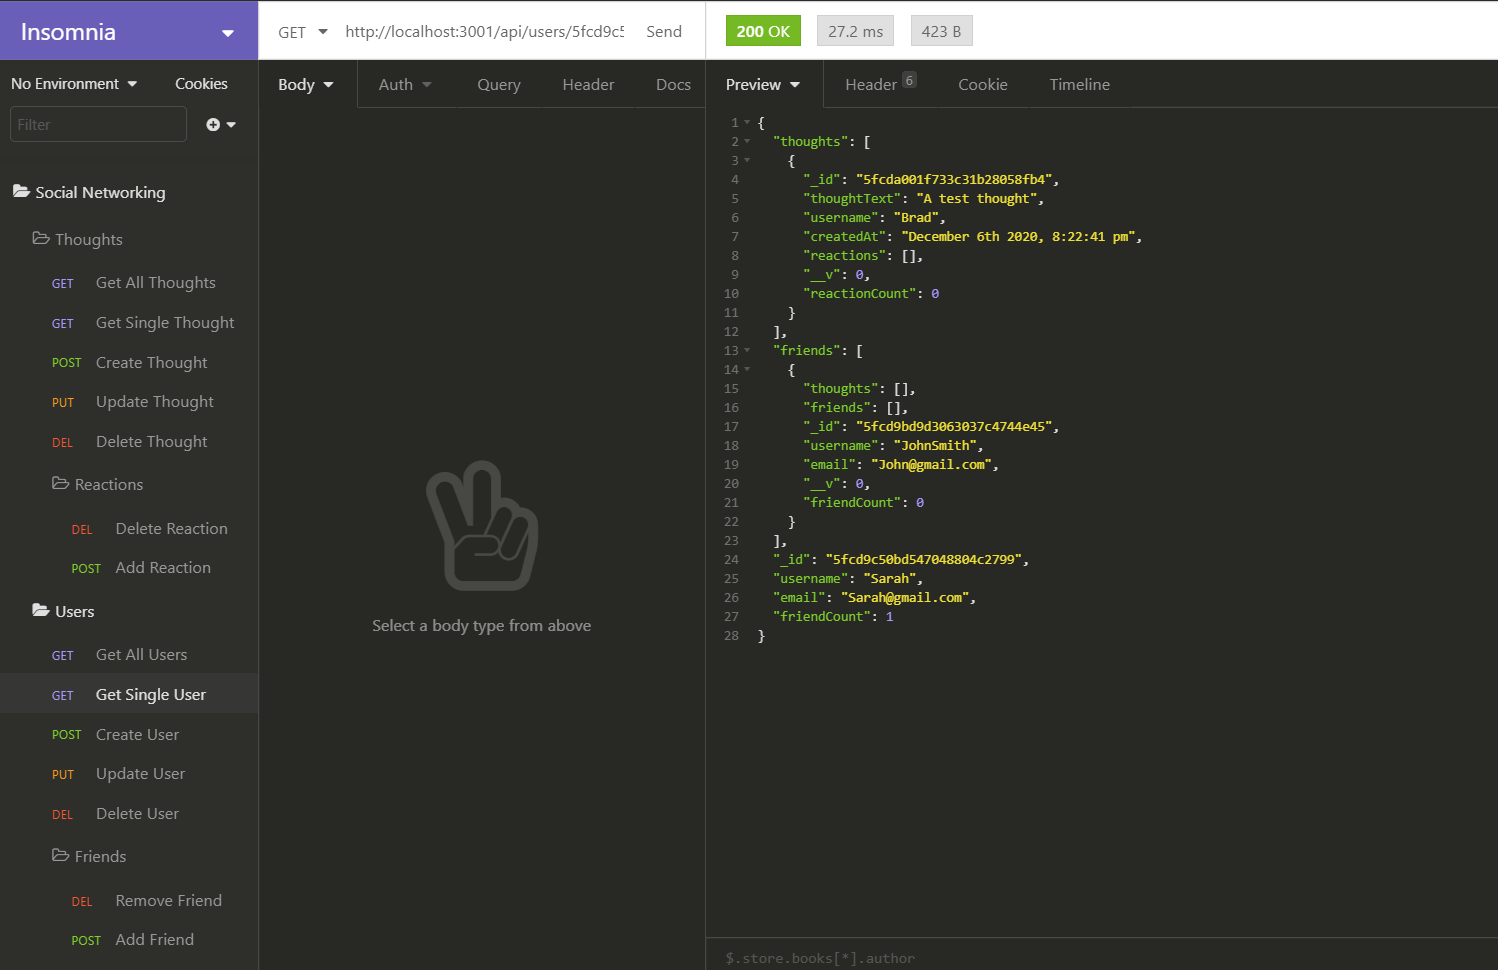 Insomnia
GET http://localhost:3001/api/users/5fcd9c5 Send
200 OK 27.2 ms 423 B
No Environment Cookies
Filter
Social Networking
Thoughts
GET Get All Thoughts
GET Get Single Thought
POST Create Thought
PUT Update Thought
DEL Delete Thought
Reactions
DEL Delete Reaction
POST Add Reaction
Users
GET Get All Users
GET Get Single User
POST Create User
PUT Update User
DEL Delete User
Friends
DEL Remove Friend
POST Add Friend
Body Auth Query Header Docs
Select a body type from above
Preview Header 6 Cookie Timeline
1 {
2 "thoughts": [
3 {
4 "_id": "5fcda001f733c31b28058fb4",
5 "thoughtText": "A test thought",
6 "username": "Brad",
7 "createdAt": "December 6th 2020, 8:22:41 pm",
8 "reactions": [],
9 "__v": 0,
10 "reactionCount": 0
11 }
12 ],
13 "friends": [
14 {
15 "thoughts": [],
16 "friends": [],
17 "_id": "5fcd9bd9d3063037c4744e45",
18 "username": "JohnSmith",
19 "email": "John@gmail.com",
20 "__v": 0,
21 "friendCount": 0
22 }
23 ],
24 "_id": "5fcd9c50bd547048804c2799",
25 "username": "Sarah",
26 "email": "Sarah@gmail.com",
27 "friendCount": 1
28 }
$.store.books[*].author